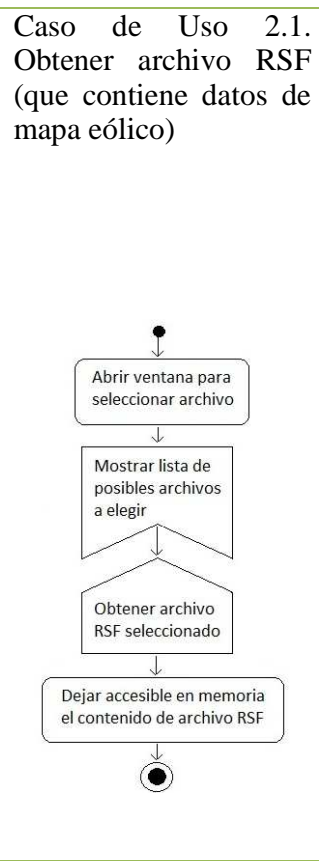 Caso de Uso 2.1.
Obtener archivo RSF
(que contiene datos de
mapa eólico)
Abrir ventana para
seleccionar archivo
Mostrar lista de
posibles archivos
a elegir
Obtener archivo
RSF seleccionado
Dejar accesible en memoria
el contenido de archivo RSF